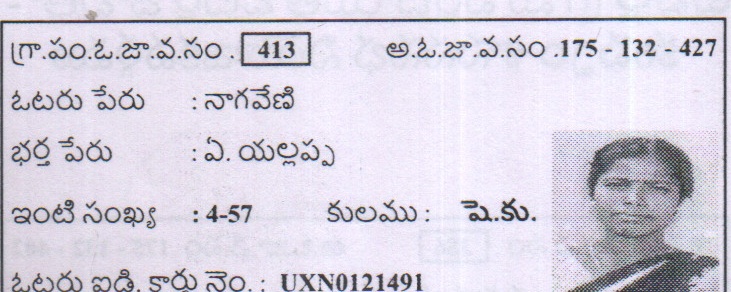 గ్రా.పం.ఓ.జా.వ.సం. 413 అ.ఓ.జా.వ.సం.175 - 132 - 427
ఓటరు పేరు : నాగవేణి
భర్త పేరు : ఏ. యల్లప్ప
ఇంటి సంఖ్య : 4-57 కులము : షె.కు.
ఓటరు ఐడి. కార్డు నెం. : UXN0121491